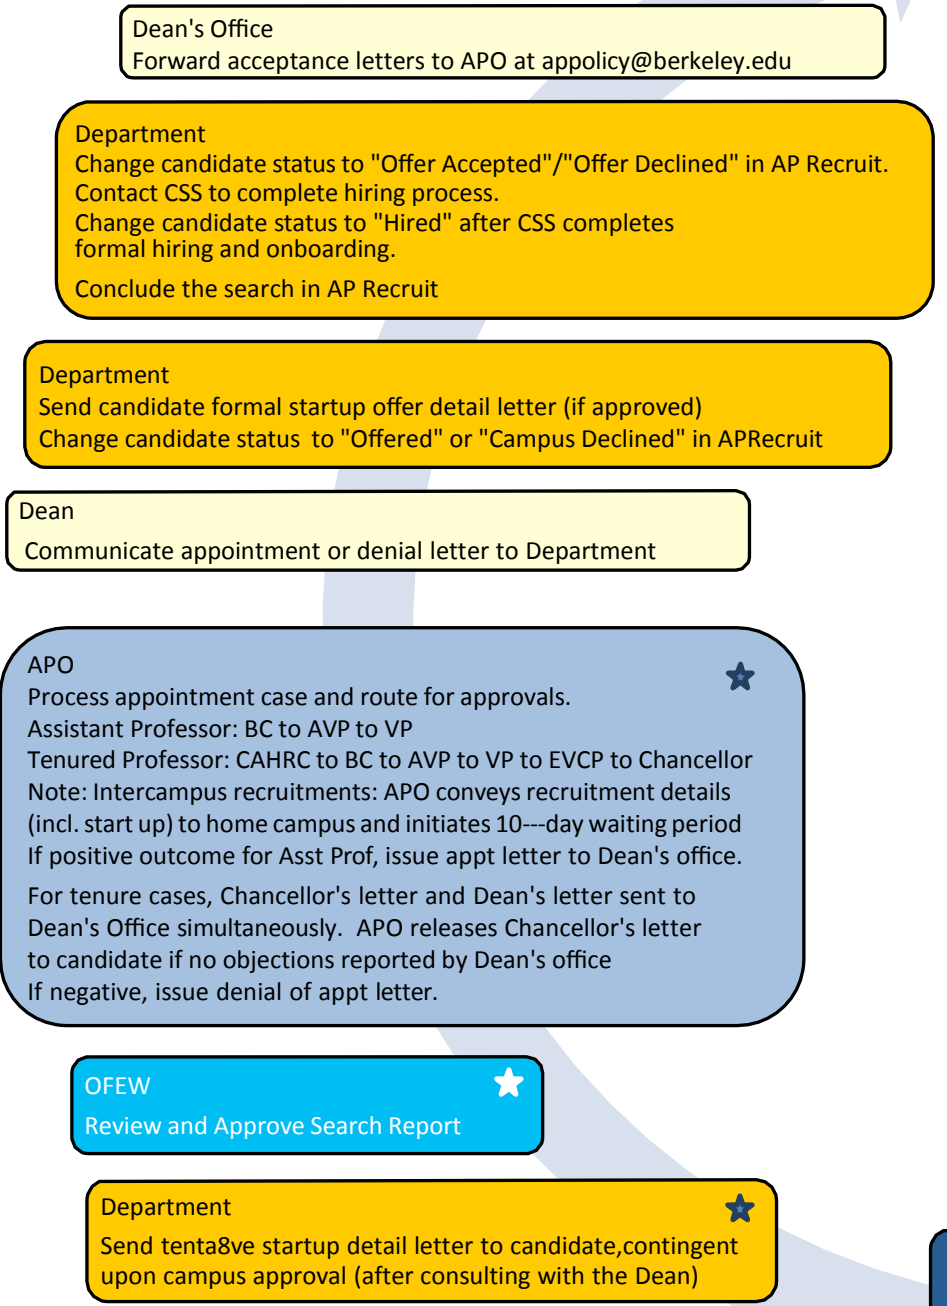 Dean's Office
Forward acceptance letters to APO at appolicy@berkeley.edu
Department
Change candidate status to "Offer Accepted"/"Offer Declined" in AP Recruit.
Contact CSS to complete hiring process.
Change candidate status to "Hired" after CSS completes
formal hiring and onboarding.
Conclude the search in AP Recruit
Department
Send candidate formal startup offer detail letter (if approved)
Change candidate status  to "Offered" or "Campus Declined" in APRecruit
Dean
Communicate appointment or denial letter to Department
APO
Process appointment case and route for approvals.
Assistant Professor: BC to AVP to VP
Tenured Professor: CAHRC to BC to AVP to VP to EVCP to Chancellor
Note: Intercampus recruitments: APO conveys recruitment details
(incl. start up) to home campus and initiates 10---day waiting period
If positive outcome for Asst Prof, issue appt letter to Dean's office.
For tenure cases, Chancellor's letter and Dean's letter sent to
Dean's Office simultaneously.  APO releases Chancellor's letter
to candidate if no objections reported by Dean's office
If negative, issue denial of appt letter.
OFEW
Review and Approve Search Report
Department
Send tenta8ve startup detail letter to candidate,contingent
upon campus approval (after consulting with the Dean)